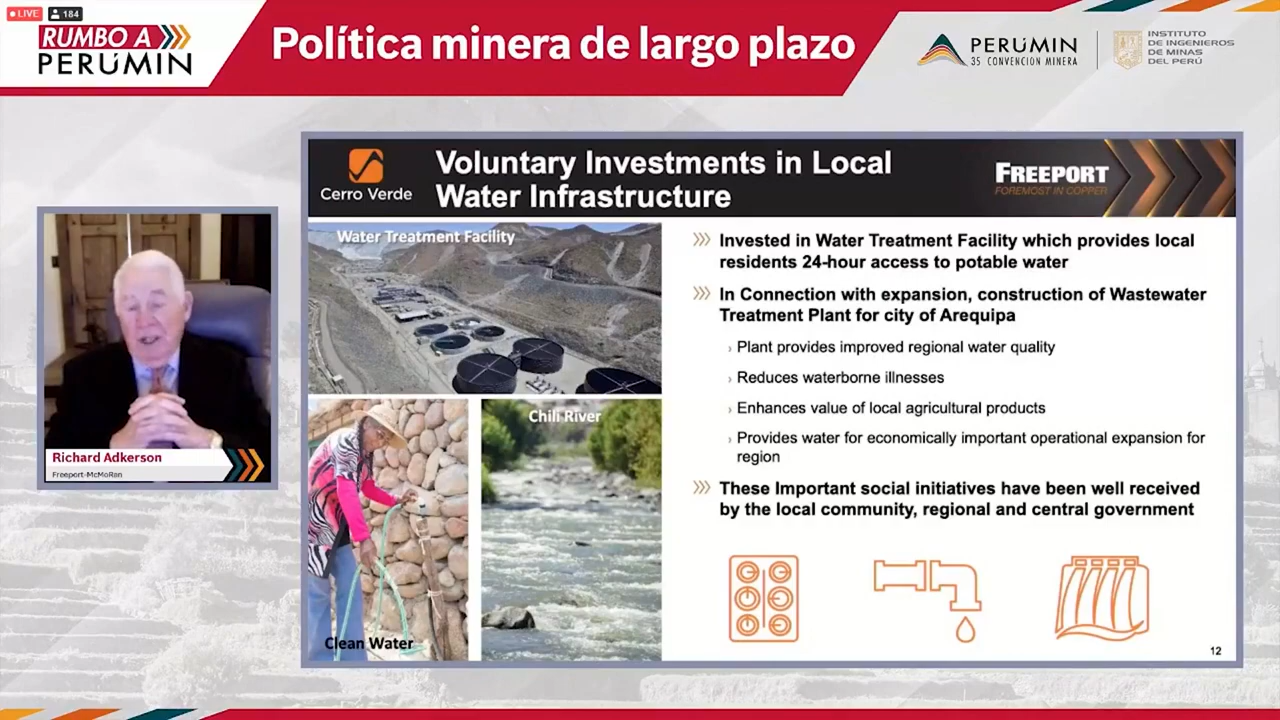 LIVE 184
RUMBO A
PERÚMIN
Política minera de largo plazo
PERÚMIN
35 CONVENCIÓN MINERA
INSTITUTO
DE INGENIEROS
DE MINAS
DEL PERÚ
Cerro Verde
Voluntary Investments in Local
Water Infrastructure
FREEPORT
FOREMOST IN COPPER
Water Treatment Facility
Clean Water
Chili River
Invested in Water Treatment Facility which provides local
residents 24-hour access to potable water
In Connection with expansion, construction of Wastewater
Treatment Plant for city of Arequipa
Plant provides improved regional water quality
Reduces waterborne illnesses
Enhances value of local agricultural products
Provides water for economically important operational expansion for
region
These Important social initiatives have been well received
by the local community, regional and central government
12
Richard Adkerson
Freeport-McMoRan